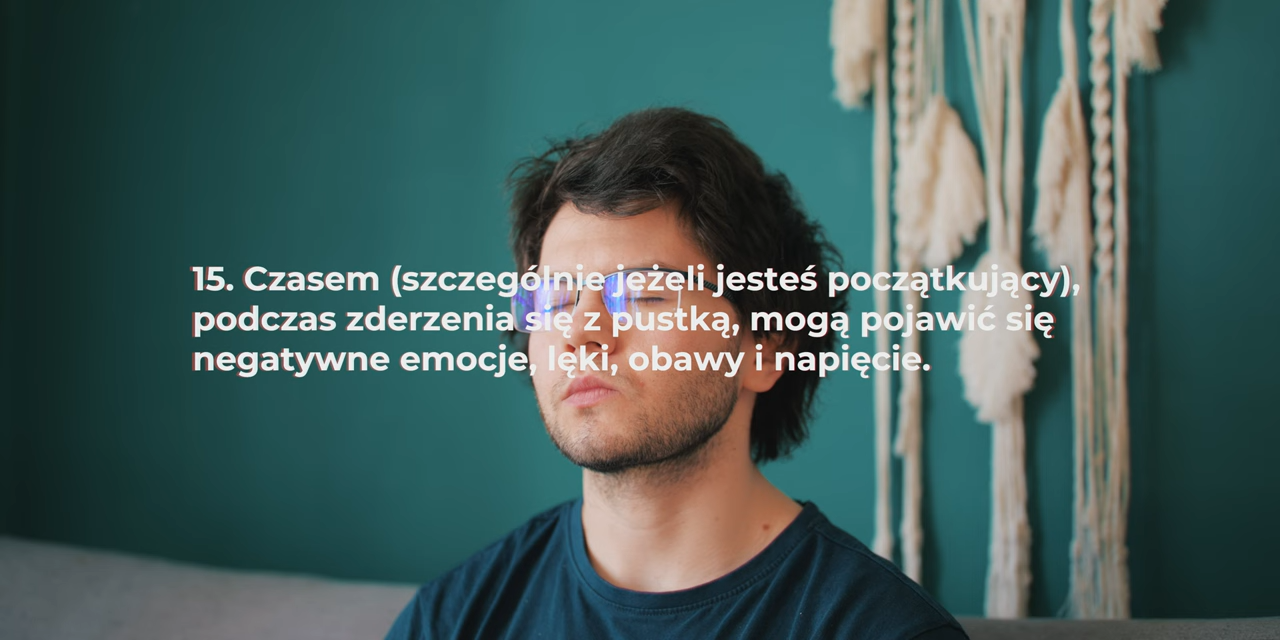 15. Czasem (szczególnie jeżeli jesteś początkujący),
podczas zderzenia się z pustką, mogą pojawić się
negatywne emocje, lęki, obawy i napięcie.